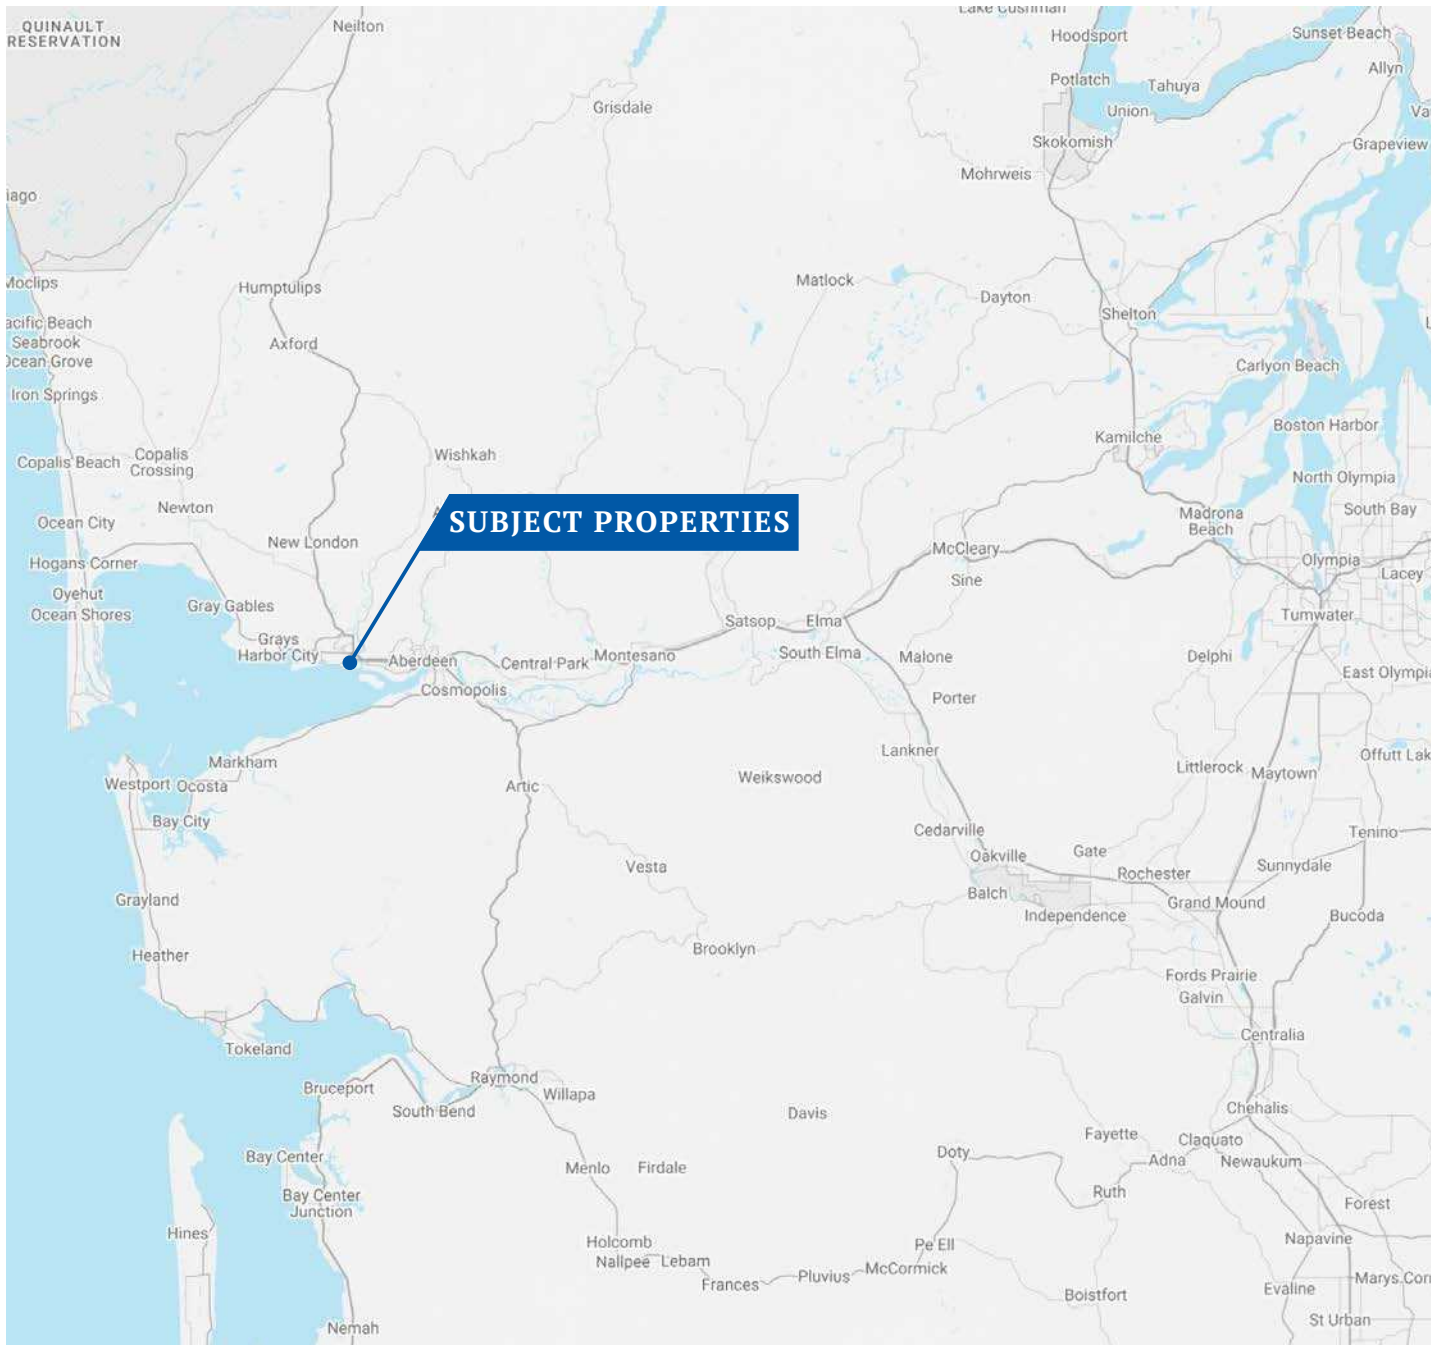 Lake Cushman
QUINAULT
RESERVATION
Neilton
Hoodsport
Sunset Beach
Allyn
Potlatch
Tahuya
Grisdale
Union
Skokomish
Grapeview
Mohrweis
iago
Moclips
Humptulips
Matlock
Dayton
Shelton
acific Beach
Seabrook
Ocean Grove
Axford
Carlyon Beach
Iron Springs
Boston Harbor
Kamilche
Copalis Beach
Copalis
Crossing
Wishkah
North Olympia
Newton
South Bay
Madrona
Beach
Ocean City
SUBJECT PROPERTIES
New London
McCleary
Hogans Corner
Olympia
Lacey
Sine
Oyehut
Ocean Shores
Gray Gables
Satsop
Elma
Tumwater
Grays
Harbor City
Aberdeen
Central Park
Montesano
South Elma
Malone
Delphi
East Olympia
Cosmopolis
Porter
Markham
Lankner
Offutt Lak
Westport
Ocosta
Artic
Weikswood
Littlerock
Maytown
Bay City
Cedarville
Tenino
Oakville
Gate
Vesta
Rochester
Sunnydale
Balch
Grayland
Independence
Grand Mound
Bucoda
Heather
Brooklyn
Fords Prairie
Galvin
Tokeland
Centralia
Raymond
Bruceport
Willapa
South Bend
Davis
Chehalis
Fayette
Claquato
Bay Center
Menlo
Firdale
Doty
Adna
Newaukum
Bay Center
Junction
Ruth
Forest
Hines
Holcomb
Pe Ell
Napavine
Nallpee
Lebam
Frances
Pluvius
McCormick
Boistfort
Evaline
Marys Corn
St Urban
Nemah